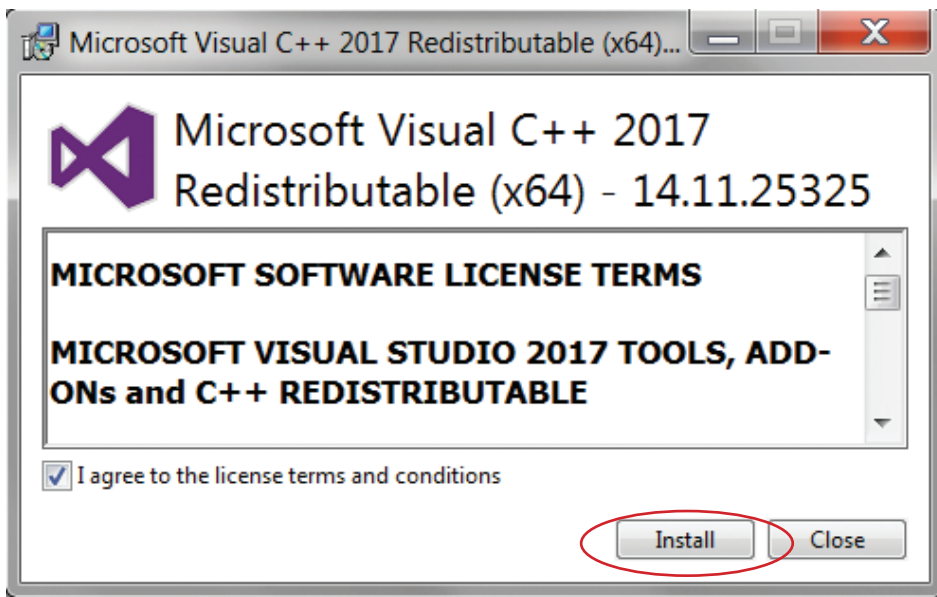 Microsoft Visual C++ 2017 Redistributable (x64)...
Microsoft Visual C++ 2017
Redistributable (x64) - 14.11.25325
MICROSOFT SOFTWARE LICENSE TERMS
MICROSOFT VISUAL STUDIO 2017 TOOLS, ADD-
ONs and C++ REDISTRIBUTABLE
I agree to the license terms and conditions
Install Close